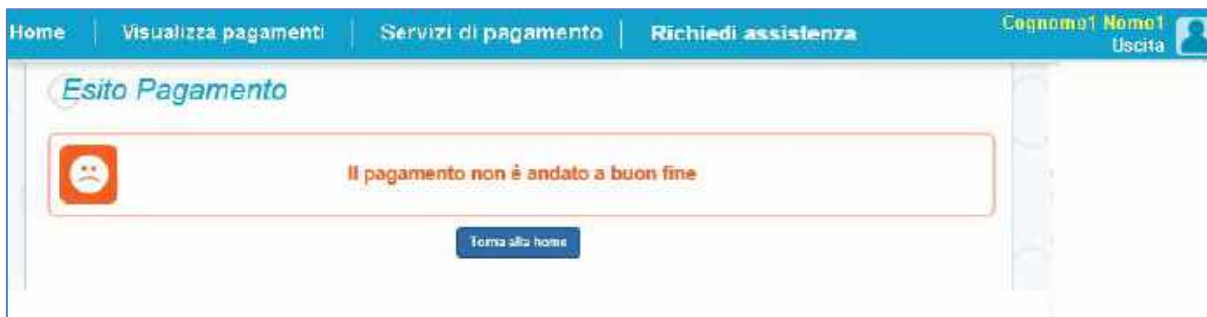 Home | Visualizza pagamenti | Servizi di pagamento | Richiedi assistenza
Cognome1 Nome1
Uscita
Esito Pagamento
Il pagamento non é andato a buon fine
Torna alla home